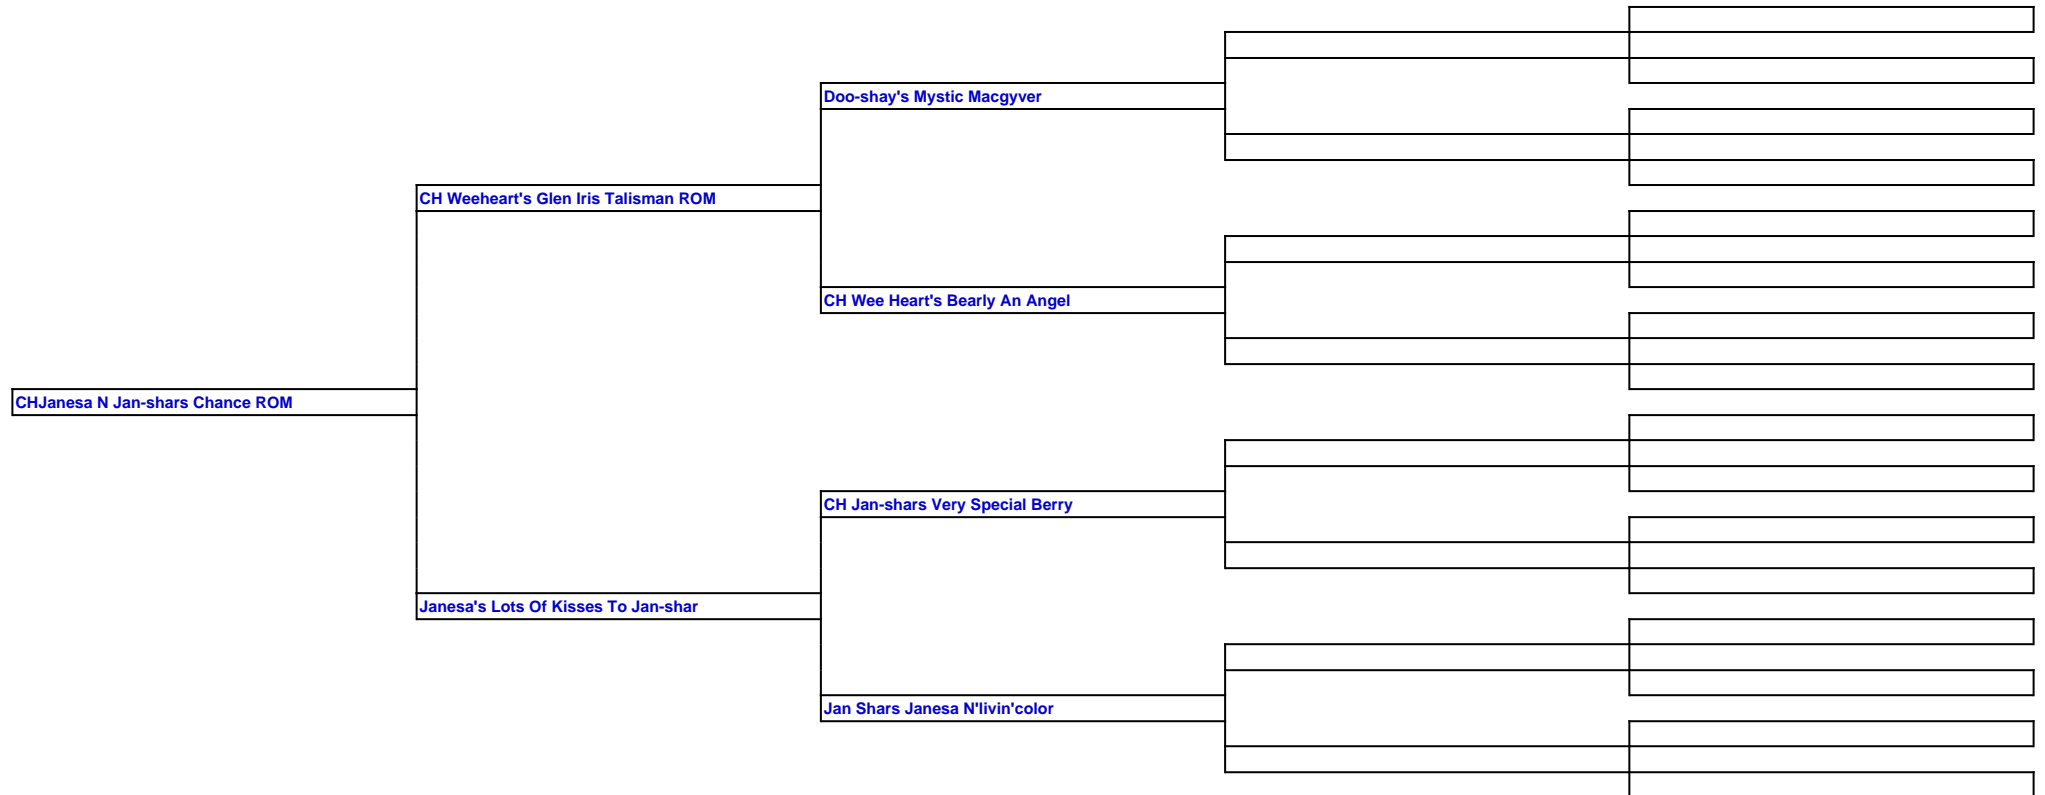 Doo-shay's Mystic Macgyver
CH Weeheart's Glen Iris Talisman ROM
CH Wee Heart's Bearly An Angel
CHJanesa N Jan-shars Chance ROM
CH Jan-shars Very Special Berry
Janesa's Lots Of Kisses To Jan-shar
Jan Shars Janesa N'livin'color